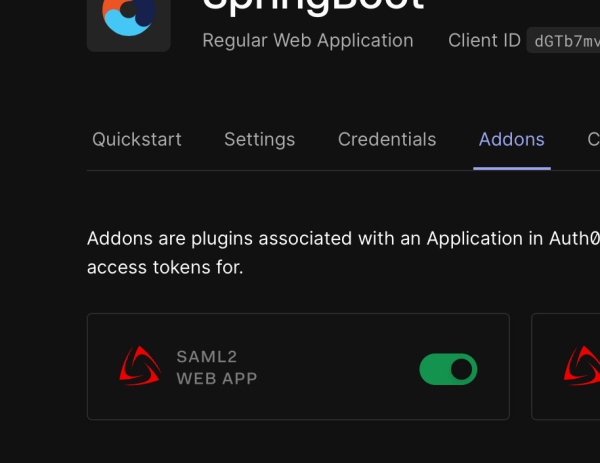 SpringBoot
Regular Web Application Client ID dGTb7mv
Quickstart Settings Credentials Addons C
Addons are plugins associated with an Application in Auth0
access tokens for.
SAML2
WEB APP